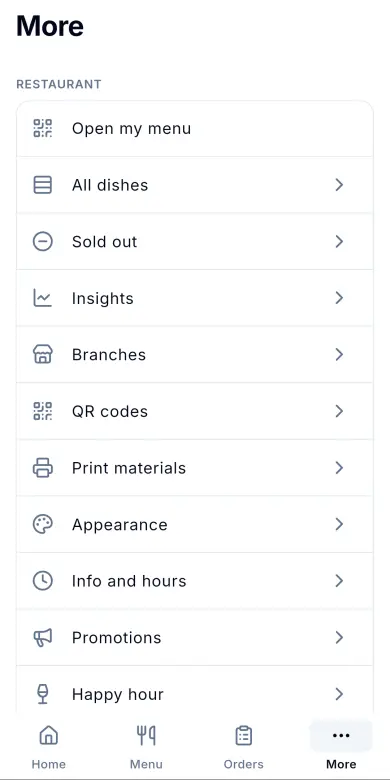 More
RESTAURANT
Open my menu
All dishes
Sold out
Insights
Branches
QR codes
Print materials
Appearance
Info and hours
Promotions
Happy hour
Home
Menu
Orders
More